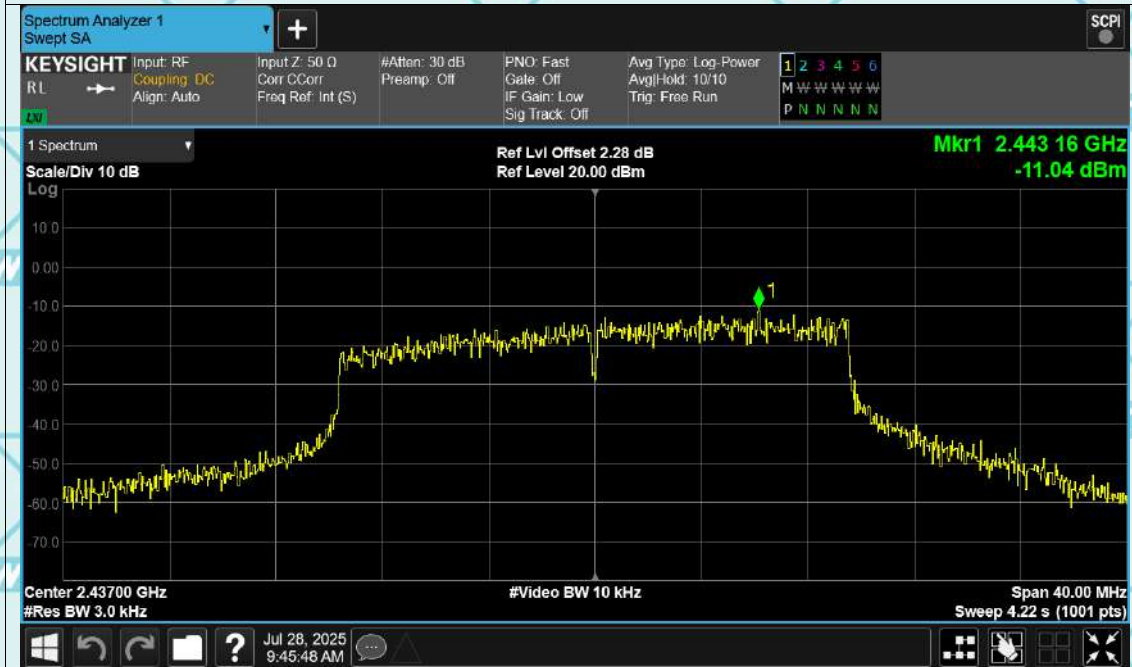 Spectrum Analyzer 1
Swept SA
+
SCPI
KEYSIGHT
RL
LXI
Input: RF
Coupling: DC
Align: Auto
Input Z: 50 Ω
Corr CCorr
Freq Ref: Int (S)
#Atten: 30 dB
Preamp: Off
PNO: Fast
Gate: Off
IF Gain: Low
Sig Track: Off
Avg Type: Log-Power
Avg|Hold: 10/10
Trig: Free Run
1 2 3 4 5 6
M W W W W W
P N N N N N
1 Spectrum
Scale/Div 10 dB
Log
Ref Lvl Offset 2.28 dB
Ref Level 20.00 dBm
Mkr1 2.443 16 GHz
-11.04 dBm
10.0
0.00
-10.0
-20.0
-30.0
-40.0
-50.0
-60.0
-70.0
1
Center 2.43700 GHz
#Res BW 3.0 kHz
#Video BW 10 kHz
Span 40.00 MHz
Sweep 4.22 s (1001 pts)
?
Jul 28, 2025
9:45:48 AM